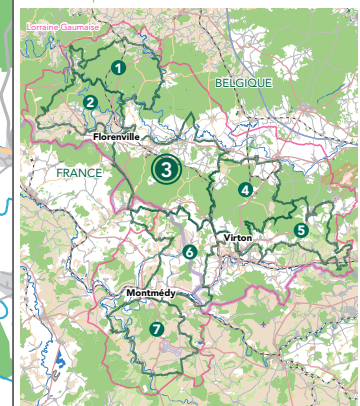 Lorraine Gaumaise
1
BELGIQUE
2
Florenville
3
FRANCE
4
5
Virton
6
Montmédy
7